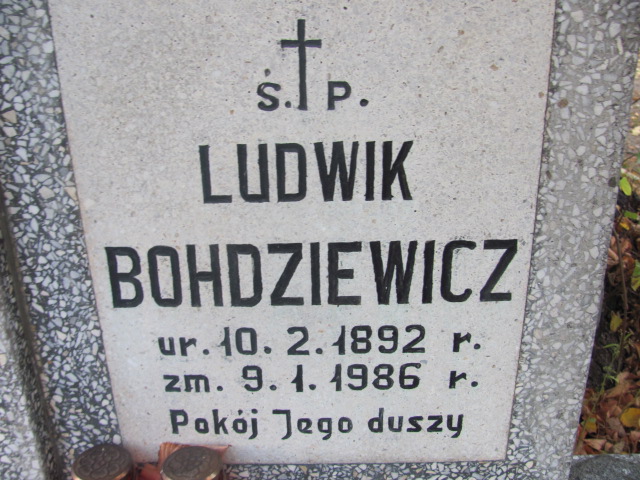 Ś. P.
LUDWIK
BOHDZIEWICZ
ur. 10. 2. 1892 r.
zm. 9. 1. 1986 r.
Pokój Jego duszy